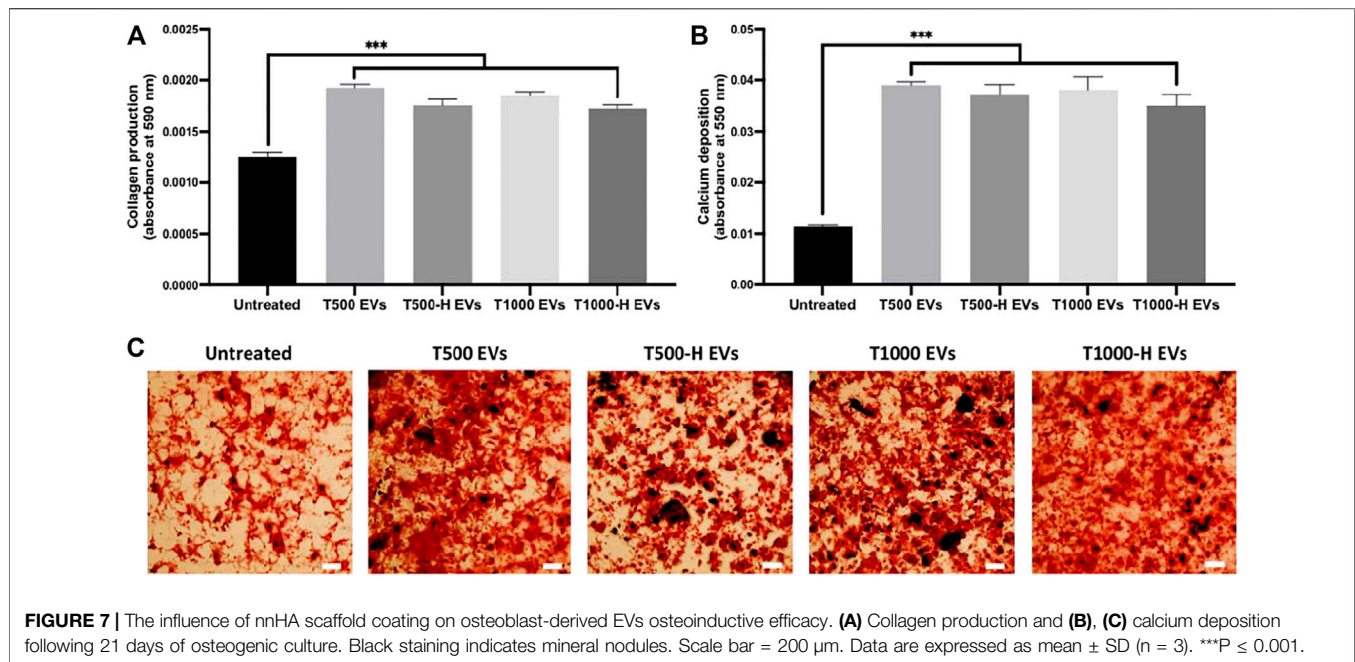 A
Collagen production
(absorbance at 590 nm)
0.0025
0.0020
0.0015
0.0010
0.0005
0.0000
***
Untreated
T500 EVs
T500-H EVs
T1000 EVs
T1000-H EVs
B
Calcium deposition
(absorbance at 550 nm)
0.05
0.04
0.03
0.02
0.01
0.00
***
Untreated
T500 EVs
T500-H EVs
T1000 EVs
T1000-H EVs
C
Untreated
T500 EVs
T500-H EVs
T1000 EVs
T1000-H EVs
FIGURE 7 | The influence of nnHA scaffold coating on osteoblast-derived EVs osteoinductive efficacy. (A) Collagen production and (B), (C) calcium deposition
following 21 days of osteogenic culture. Black staining indicates mineral nodules. Scale bar = 200 μm. Data are expressed as mean ± SD (n = 3). ***P ≤ 0.001.